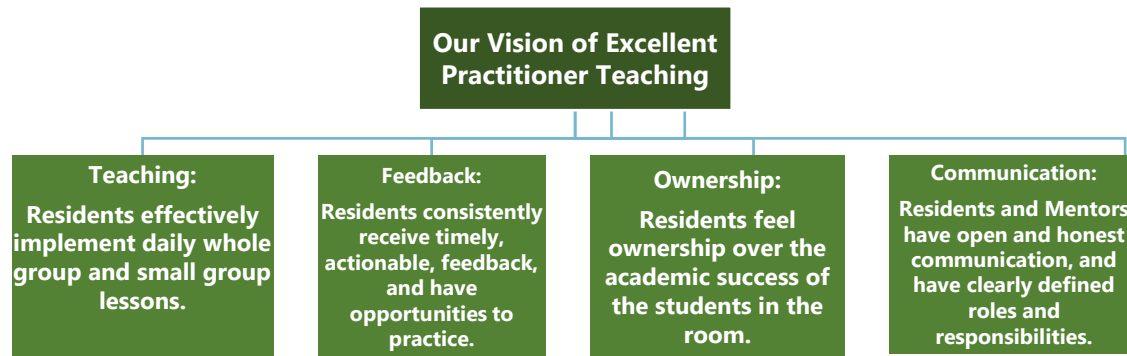 Our Vision of Excellent
Practitioner Teaching
Teaching:
Residents effectively
implement daily whole
group and small group
lessons.
Feedback:
Residents consistently
receive timely,
actionable, feedback,
and have
opportunities to
practice.
Ownership:
Residents feel
ownership over the
academic success of
the students in the
room.
Communication:
Residents and Mentors
have open and honest
communication, and
have clearly defined
roles and
responsibilities.